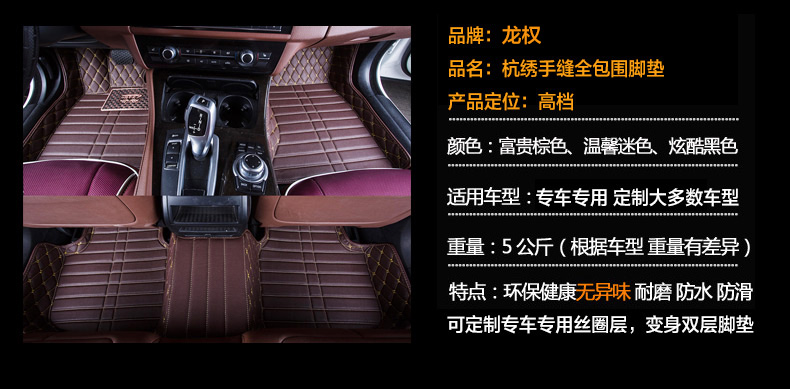 品牌：龙权
品名：杭绣手缝全包围脚垫
产品定位：高档
颜色：富贵棕色、温馨迷色、炫酷黑色
适用车型：专车专用 定制大多数车型
重量：5公斤（根据车型 重量有差异）
特点：环保健康无异味 耐磨 防水 防滑
可定制专车专用丝圈层，变身双层脚垫